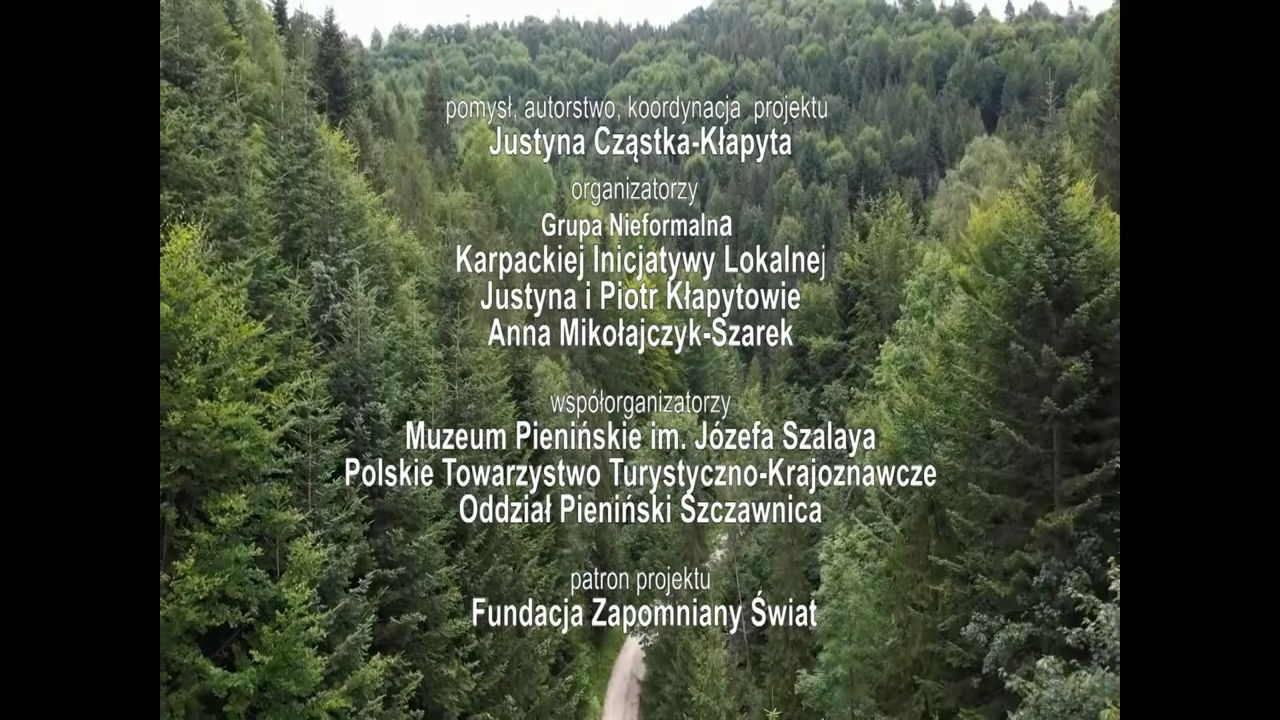 pomysł, autorstwo, koordynacja projektu
Justyna Cząstka-Kłapyta
organizatorzy
Grupa Nieformalna
Karpackiej Inicjatywy Lokalnej
Justyna i Piotr Kłapytowie
Anna Mikołajczyk-Szarek
współorganizatorzy
Muzeum Pienińskie im. Józefa Szalaya
Polskie Towarzystwo Turystyczno-Krajoznawcze
Oddział Pieniński Szczawnica
patron projektu
Fundacja Zapomniany Świat